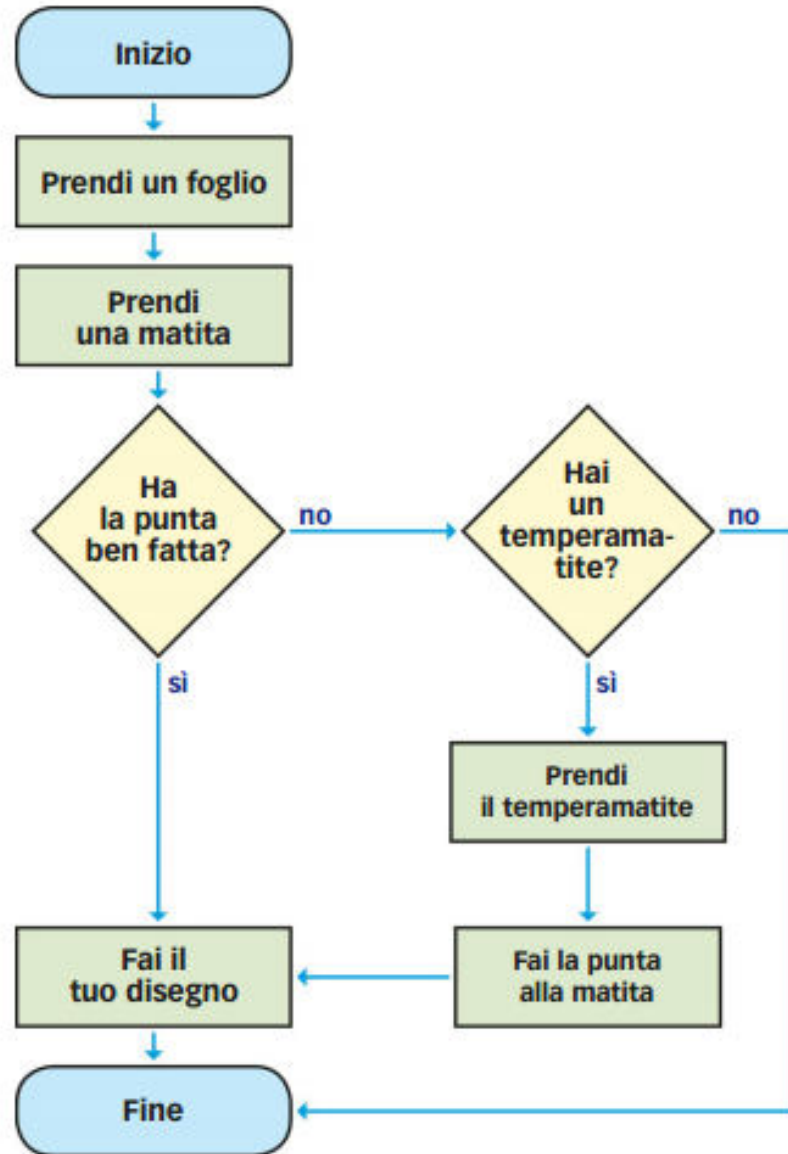 Inizio
Prendi un foglio
Prendi
una matita
Ha
la punta
ben fatta?
no
Hai
un
temperama-
tite?
no
sì
sì
Prendi
il temperamatite
Fai il
tuo disegno
Fai la punta
alla matita
Fine